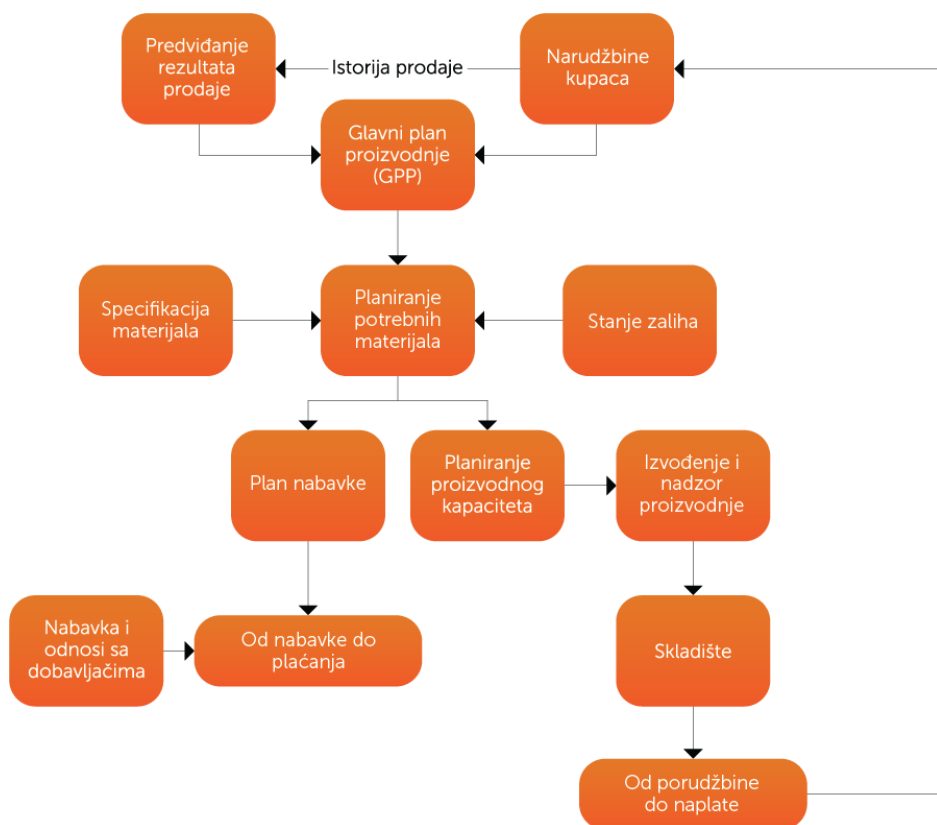 Predviđanje
rezultata
prodaje
Istorija prodaje
Narudžbine
kupaca
Glavni plan
proizvodnje
(GPP)
Specifikacija
materijala
Planiranje
potrebnih
materijala
Stanje zaliha
Plan nabavke
Planiranje
proizvodnog
kapaciteta
Izvođenje i
nadzor
proizvodnje
Nabavka i
odnosi sa
dobavljačima
Od nabavke do
plaćanja
Skladište
Od porudžbine
do naplate